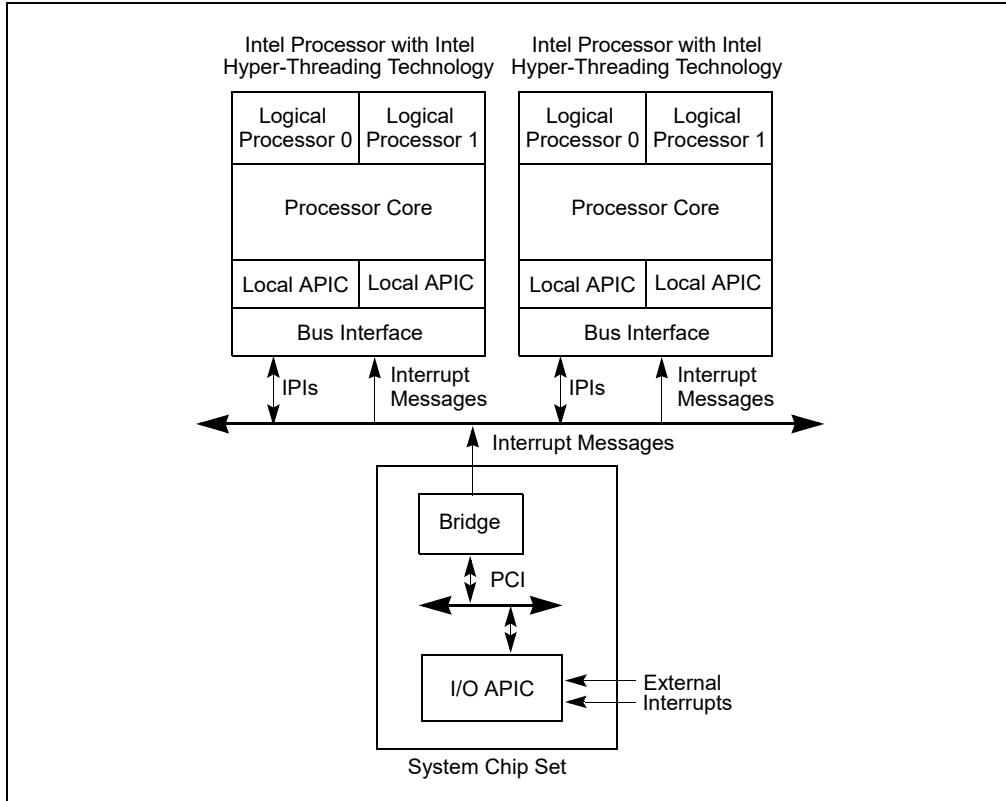 Intel Processor with Intel
Hyper-Threading Technology
Intel Processor with Intel
Hyper-Threading Technology
Logical
Processor 0
Logical
Processor 1
Logical
Processor 0
Logical
Processor 1
Processor Core
Processor Core
Local APIC
Local APIC
Local APIC
Local APIC
Bus Interface
Bus Interface
IPIs
Interrupt
Messages
IPIs
Interrupt
Messages
Interrupt Messages
Bridge
PCI
I/O APIC
External
Interrupts
System Chip Set